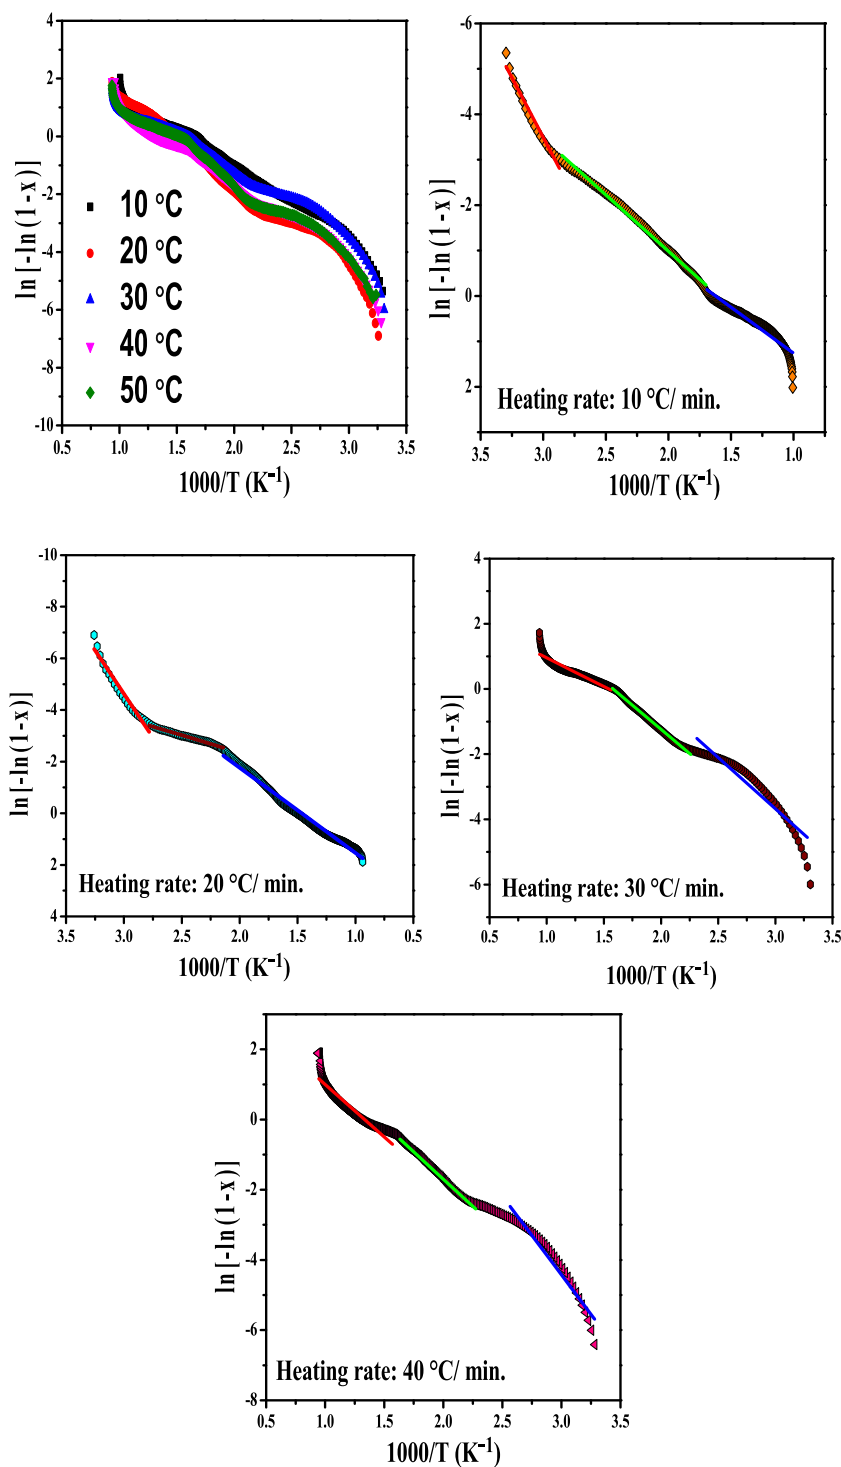 ln [-ln (1-x)]
2
0
-2
-4
-6
-8
-10
10 °C
20 °C
30 °C
40 °C
50 °C
0.5 1.0 1.5 2.0 2.5 3.0 3.5
1000/T (K⁻¹)
ln [-ln (1-x)]
-6
-4
-2
0
2
Heating rate: 10 °C/ min.
3.5 3.0 2.5 2.0 1.5 1.0
1000/T (K⁻¹)
ln [-ln (1-x)]
-10
-8
-6
-4
-2
0
2
4
Heating rate: 20 °C/ min.
3.5 3.0 2.5 2.0 1.5 1.0 0.5
1000/T (K⁻¹)
ln [-ln (1-x)]
4
2
0
-2
-4
-6
Heating rate: 30 °C/ min.
0.5 1.0 1.5 2.0 2.5 3.0 3.5
1000/T (K⁻¹)
ln [-ln (1-x)]
2
0
-2
-4
-6
-8
Heating rate: 40 °C/ min.
0.5 1.0 1.5 2.0 2.5 3.0 3.5
1000/T (K⁻¹)